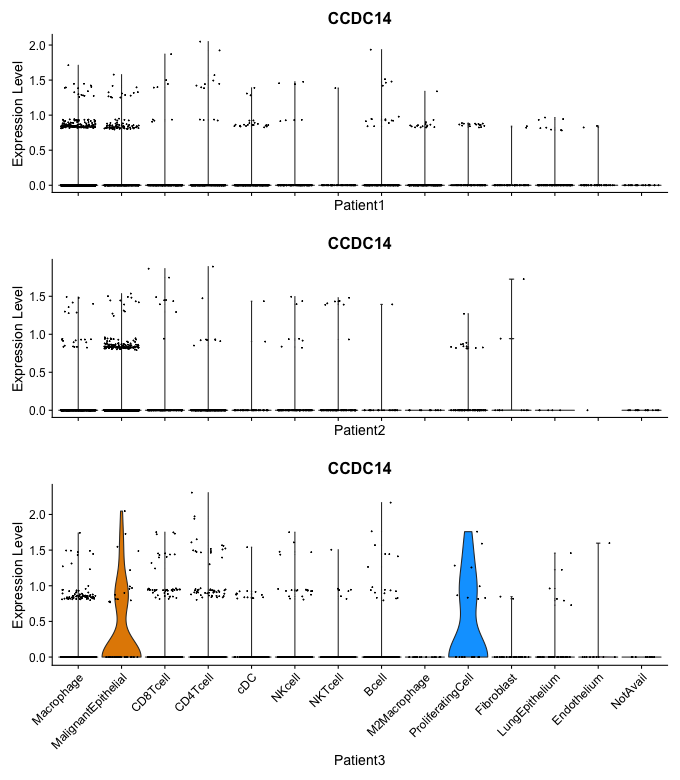 CCDC14
Expression Level
2.0
1.5
1.0
0.5
0.0
Patient1
CCDC14
Expression Level
1.5
1.0
0.5
0.0
Patient2
CCDC14
Expression Level
2.0
1.5
1.0
0.5
0.0
Macrophage
MalignantEpithelial
CD8Tcell
CD4Tcell
cDC
NKcell
NKTcell
Bcell
M2Macrophage
ProliferatingCell
Fibroblast
LungEpithelium
Endothelium
NotAvail
Patient3